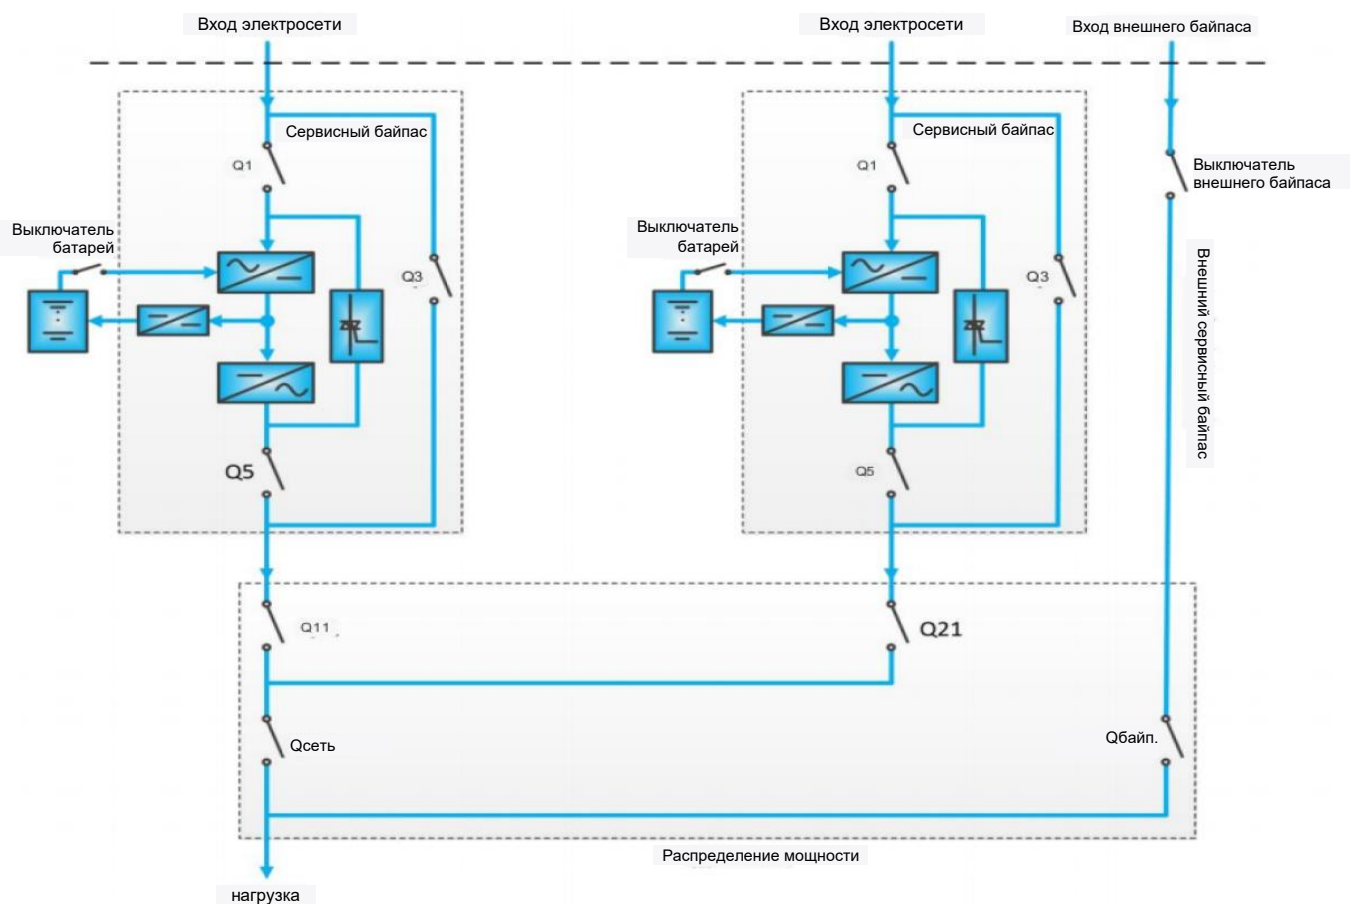 Вход электросети
Вход электросети
Вход внешнего байпаса
Сервисный байпас
Сервисный байпас
Q1
Q1
Выключатель
внешнего байпаса
Выключатель
батарей
Выключатель
батарей
Q3
Q3
Внешний сервисный байпас
Q5
Q5
Q11
Q21
Qсеть
Qбайп.
Распределение мощности
нагрузка